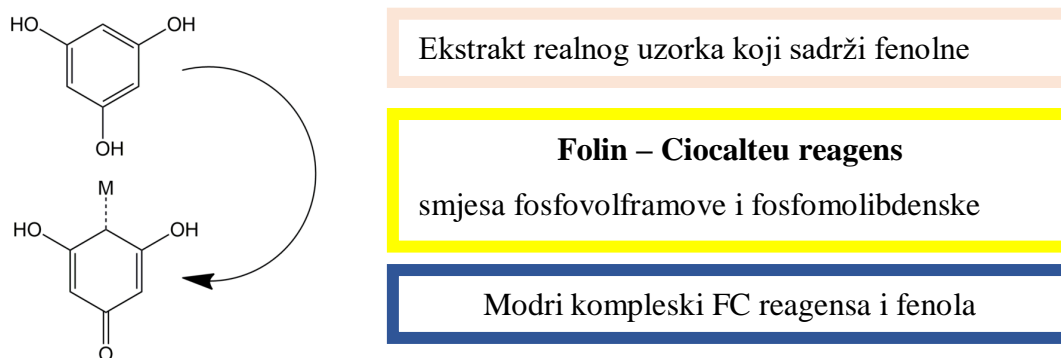 HO OH
OH
M
HO OH
O
Ekstrakt realnog uzorka koji sadrži fenolne
Folin – Ciocalteu reagens
smjesa fosfovolframove i fosfomolibdenske
Modri kompleski FC reagensa i fenola